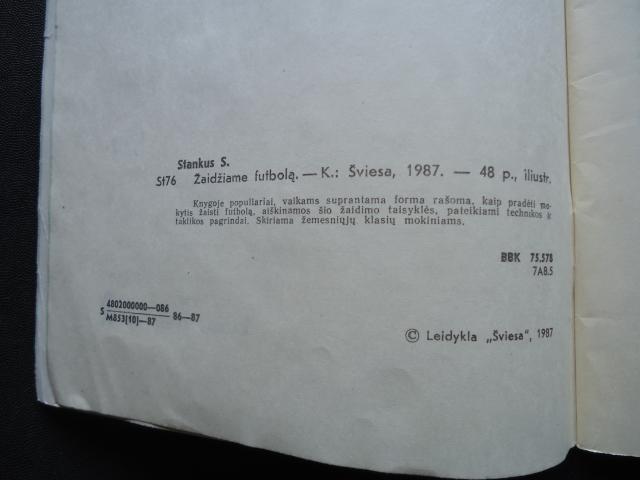 Stankus S.
St76 Žaidžiame futbolą. — K.: Šviesa, 1987. — 48 p., iliustr.
Knygoje populiariai, vaikams suprantama forma rašoma, kaip pradėti mo-
kytis žaisti futbolą, aiškinamos šio žaidimo taisyklės, pateikiami technikos ir
taktikos pagrindai. Skiriama žemesniųjų klasių mokiniams.
BBK 75.578
7A8.5
4802000000—086
S 86—87
M853(10)—87
© Leidykla „Šviesa“, 1987